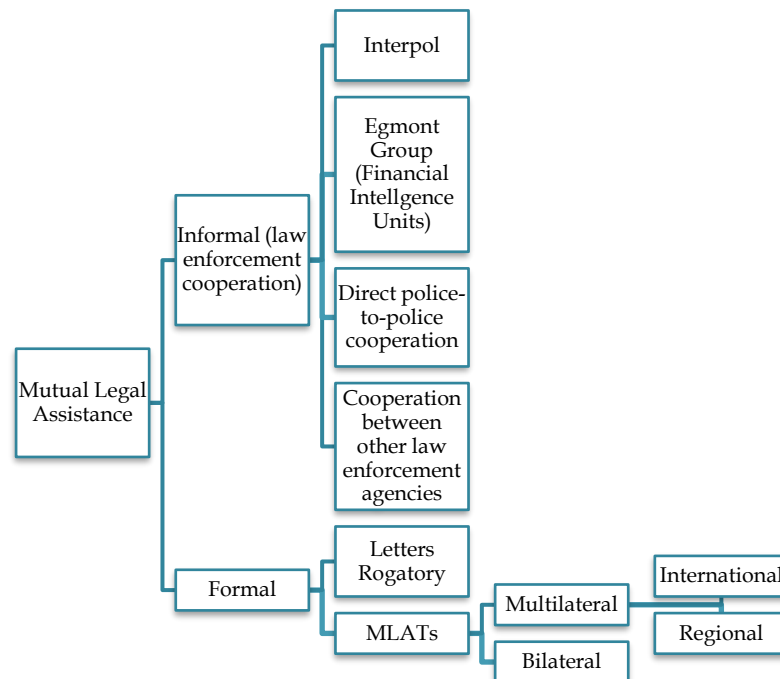 Interpol
Egmont
Group
(Financial
Intellgence
Units)
Informal (law
enforcement
cooperation)
Direct police-
to-police
cooperation
Mutual Legal
Assistance
Cooperation
between
other law
enforcement
agencies
Letters
Rogatory
Formal
MLATs
Multilateral
International
Regional
Bilateral